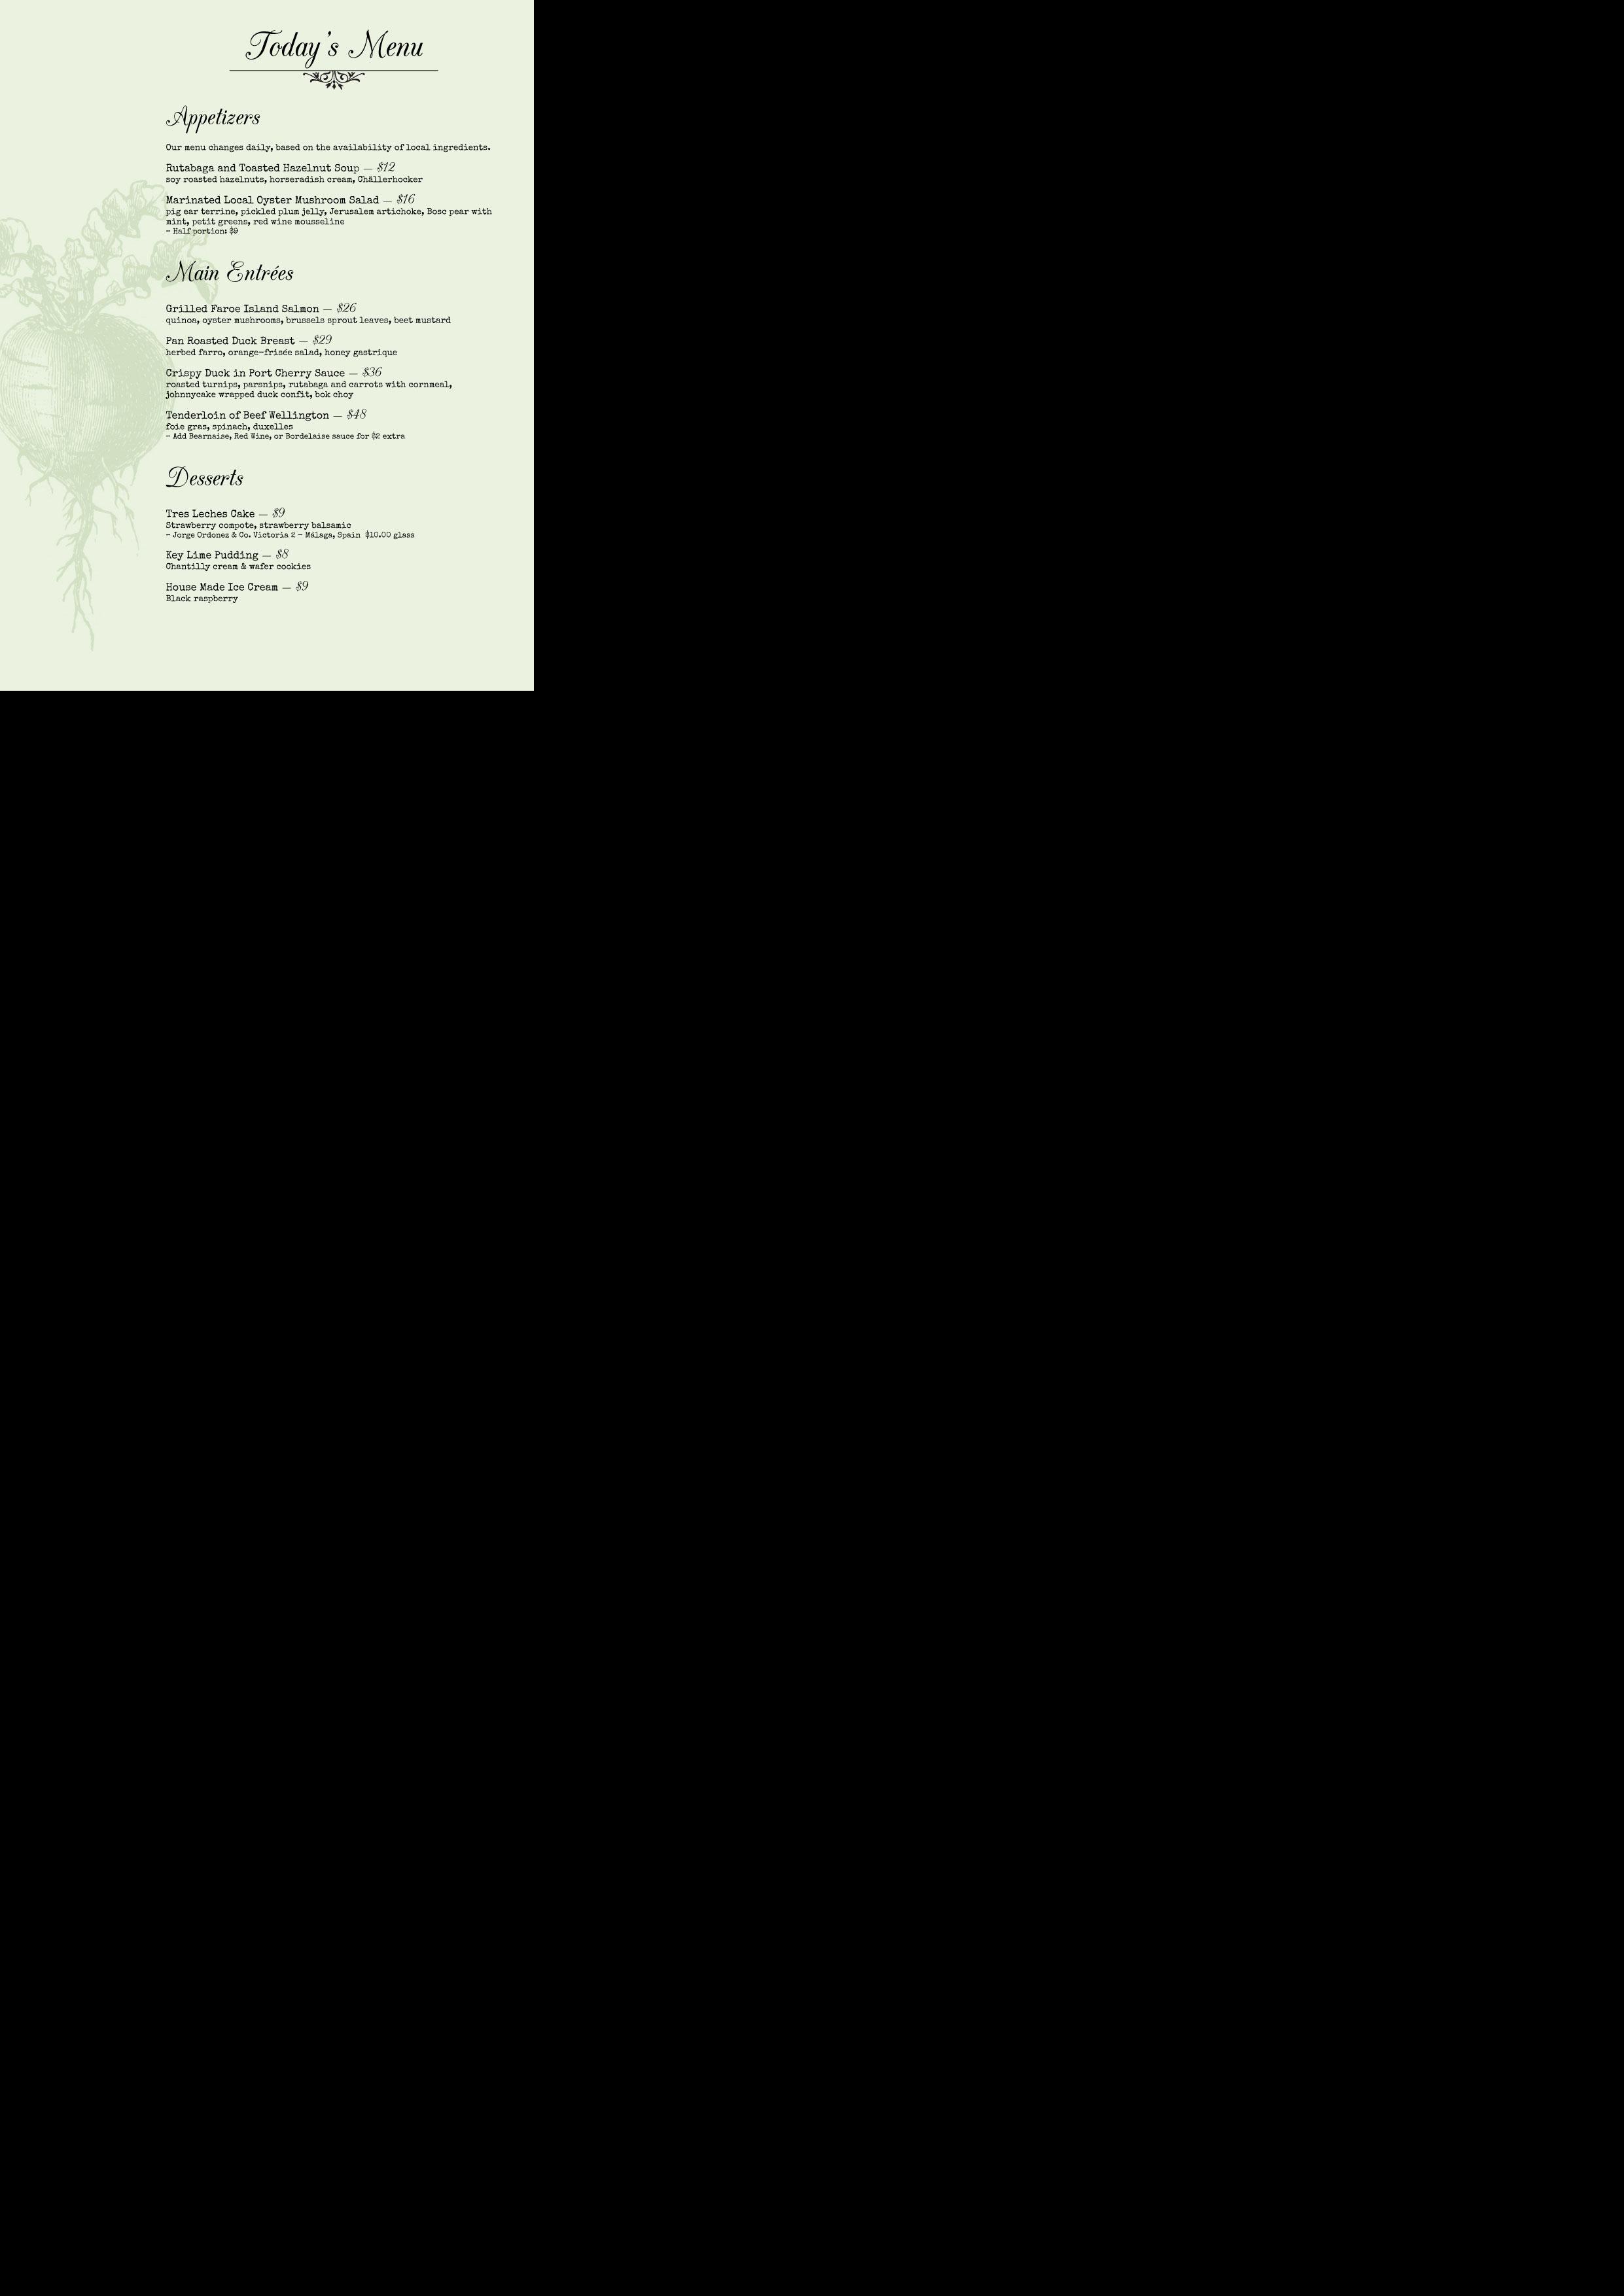 Today's Menu
Appetizers
Our menu changes daily, based on the availability of local ingredients.
Rutabaga and Toasted Hazelnut Soup — $12
soy roasted hazelnuts, horseradish cream, Challerhocker
Marinated Local Oyster Mushroom Salad — $16
pig ear terrine, pickled plum jelly, Jerusalem artichoke, Bosc pear with
mint, petit greens, red wine mousseline
- Half portion: $9
Main Entrées
Grilled Faroe Island Salmon — $26
quinoa, oyster mushrooms, brussels sprout leaves, beet mustard
Pan Roasted Duck Breast — $29
herbed farro, orange-frisée salad, honey gastrique
Crispy Duck in Port Cherry Sauce — $36
roasted turnips, parsnips, rutabaga and carrots with cornmeal,
johnnycake wrapped duck confit, bok choy
Tenderloin of Beef Wellington — $48
foie gras, spinach, duxelles
- Add Bearnaise, Red Wine, or Bordelaise sauce for $2 extra
Desserts
Tres Leches Cake — $9
Strawberry compote, strawberry balsamic
- Jorge Ordonez & Co. Victoria 2 - Málaga, Spain $10.00 glass
Key Lime Pudding — $8
Chantilly cream & wafer cookies
House Made Ice Cream — $9
Black raspberry